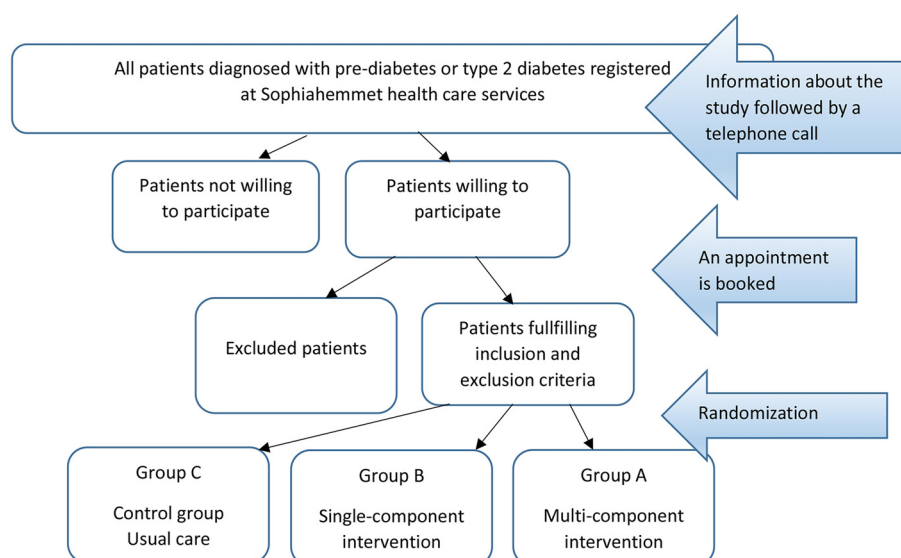 All patients diagnosed with pre-diabetes or type 2 diabetes registered
at Sophiahemmet health care services
Information about the
study followed by a
telephone call
Patients not willing
to participate
Patients willing to
participate
An appointment
is booked
Excluded patients
Patients fullfilling
inclusion and
exclusion criteria
Randomization
Group C
Control group
Usual care
Group B
Single-component
intervention
Group A
Multi-component
intervention